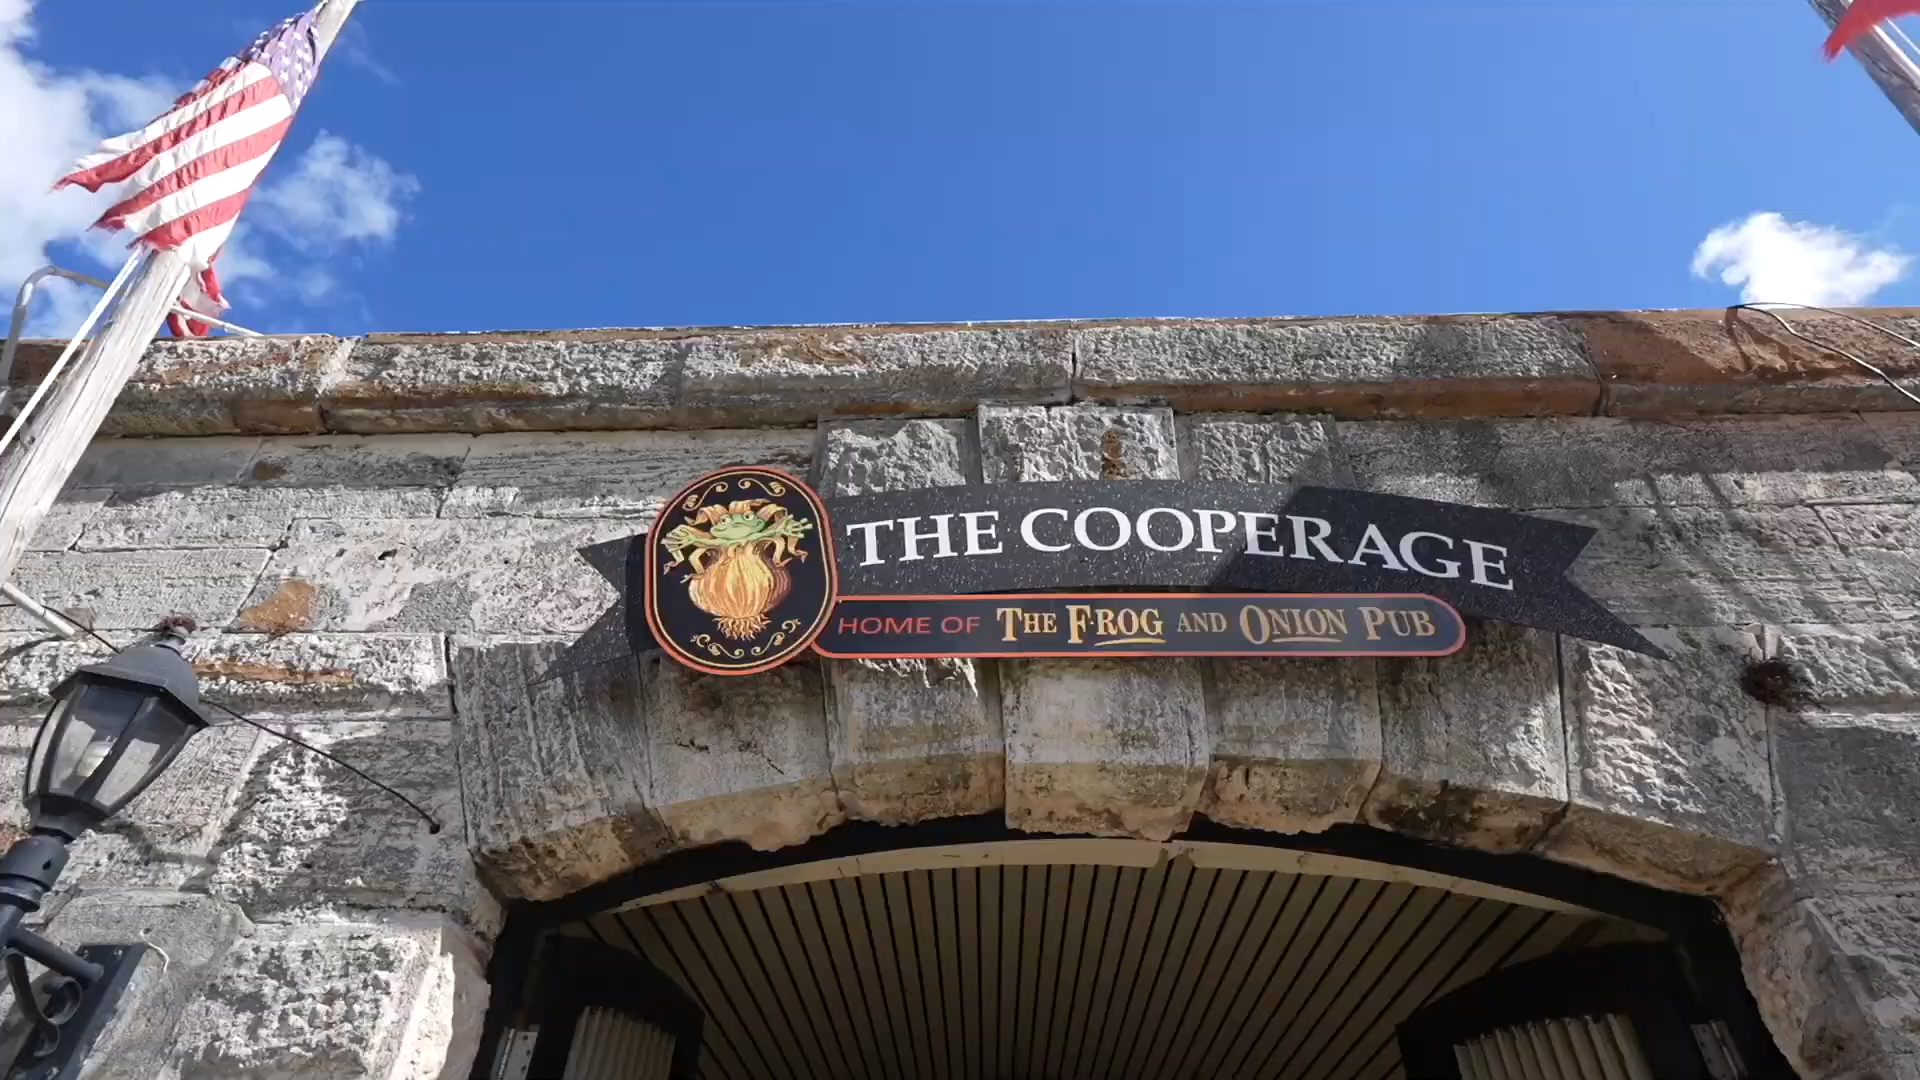 THE COOPERAGE
HOME OF THE FROG AND ONION PUB